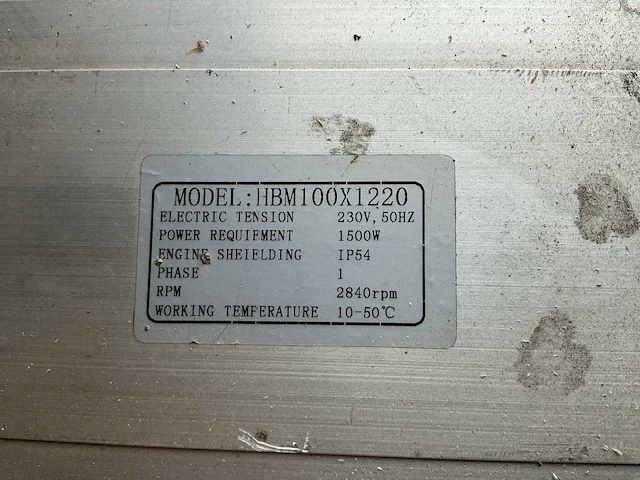 MODEL:HBM100X1220
ELECTRIC TENSION 230V,50HZ
POWER REQUIEMENT 1500W
ENGINE SHEIELDING IP54
PHASE 1
RPM 2840rpm
WORKING TEMPERATURE 10-50℃